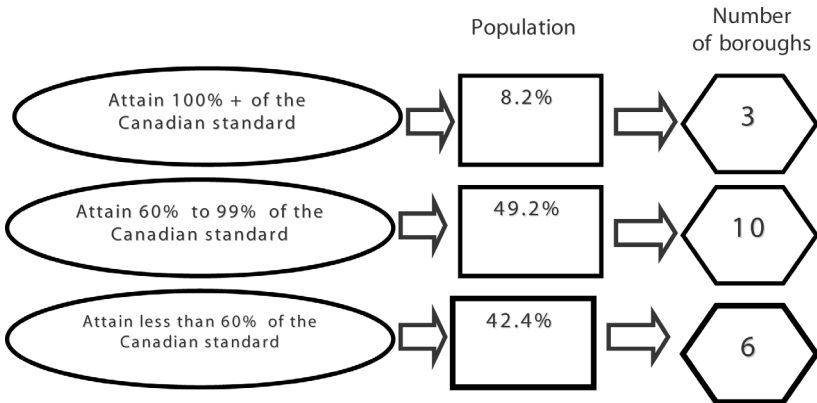 Population
Number
of boroughs
Attain 100% + of the
Canadian standard
8.2%
3
Attain 60% to 99% of the
Canadian standard
49.2%
10
Attain less than 60% of the
Canadian standard
42.4%
6